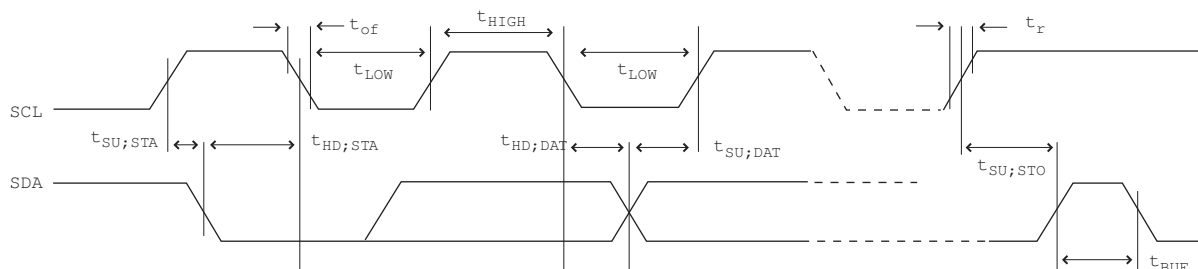 t_of
t_HIGH
t_r
t_LOW
t_LOW
SCL
t_SU;STA
t_HD;STA
t_HD;DAT
t_SU;DAT
t_SU;STO
SDA
t_BUF